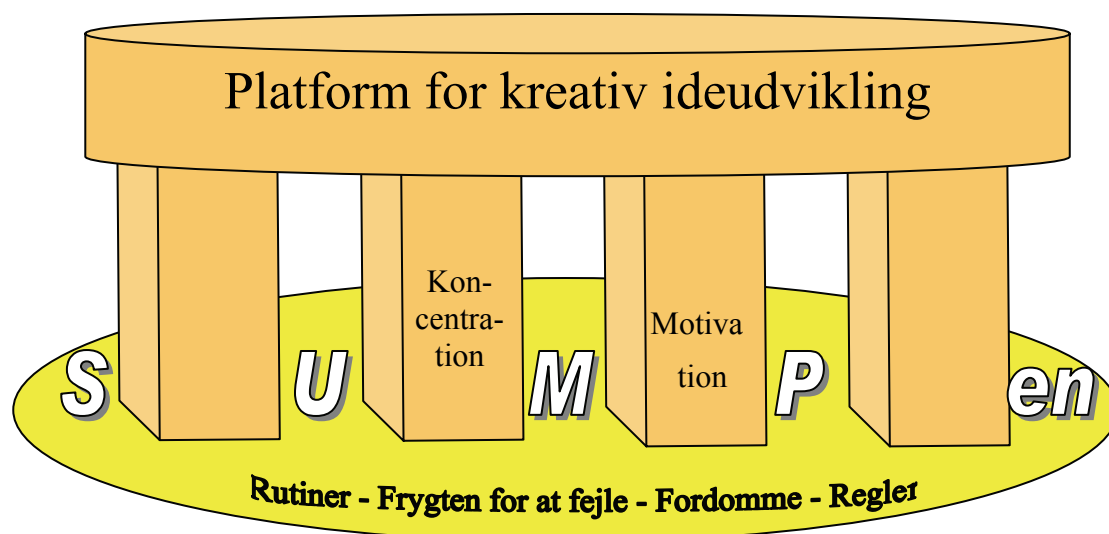 Platform for kreativ ideudvikling
Kon-
centra-
tion
Motiva
tion
S U M P en
Rutiner - Frygten for at fejle - Fordomme - Regler